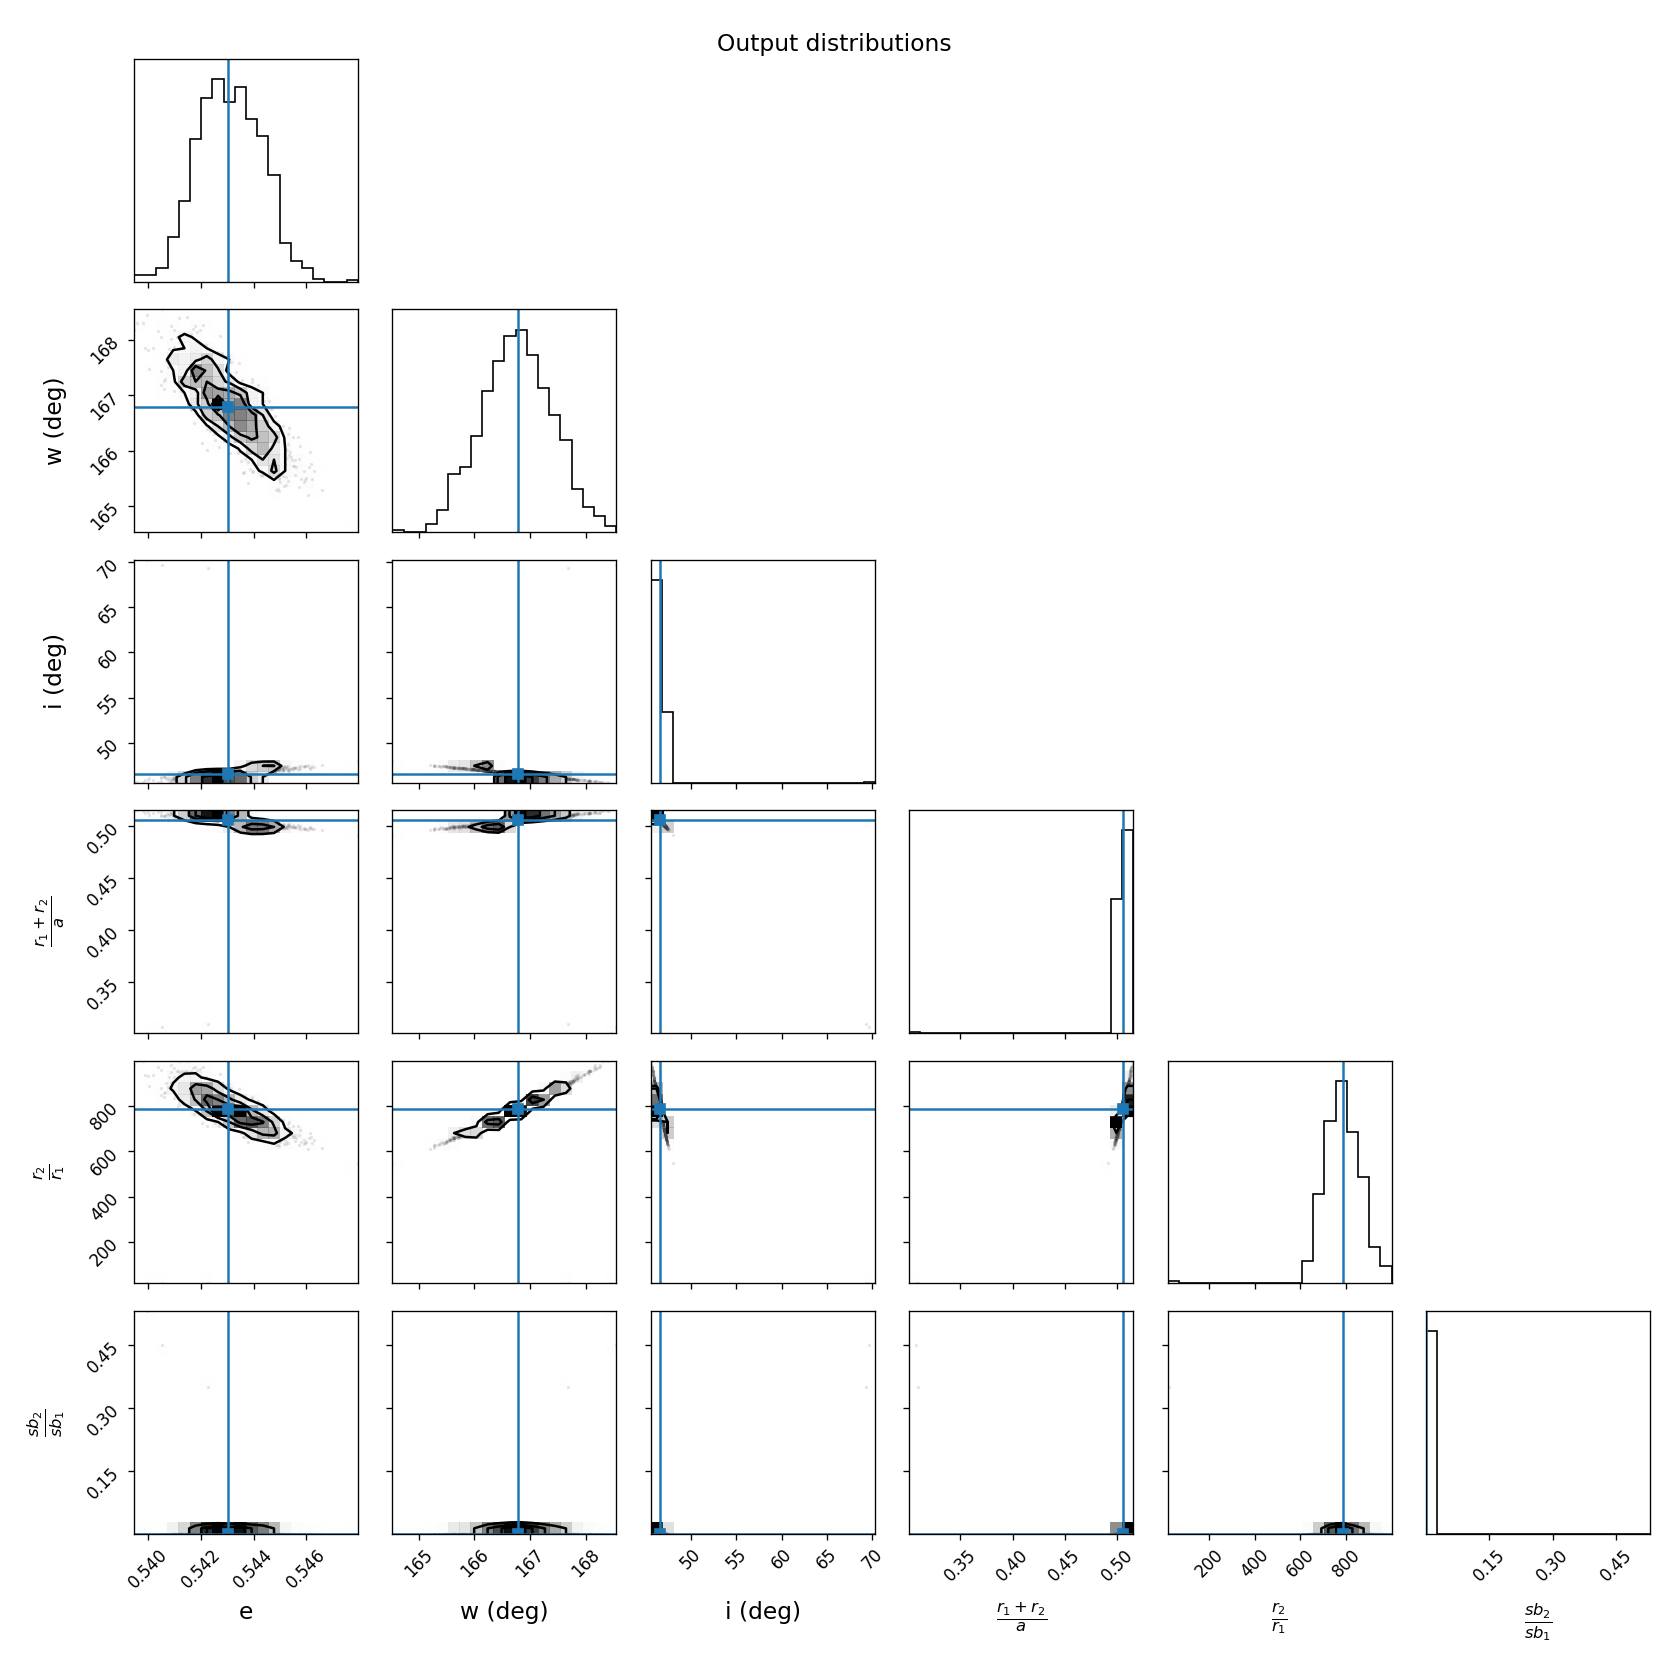 Output distributions
w (deg)
168
167
166
165
i (deg)
70
65
60
55
50
r₁ + r₂
a
0.50
0.45
0.40
0.35
r₂
r₁
800
600
400
200
sb₂
sb₁
0.45
0.30
0.15
0.540 0.542 0.544 0.546 165 166 167 168 50 55 60 65 70 0.35 0.40 0.45 0.50 200 400 600 800 0.15 0.30 0.45
e w (deg) i (deg)
r₁ + r₂
a
r₂
r₁
sb₂
sb₁